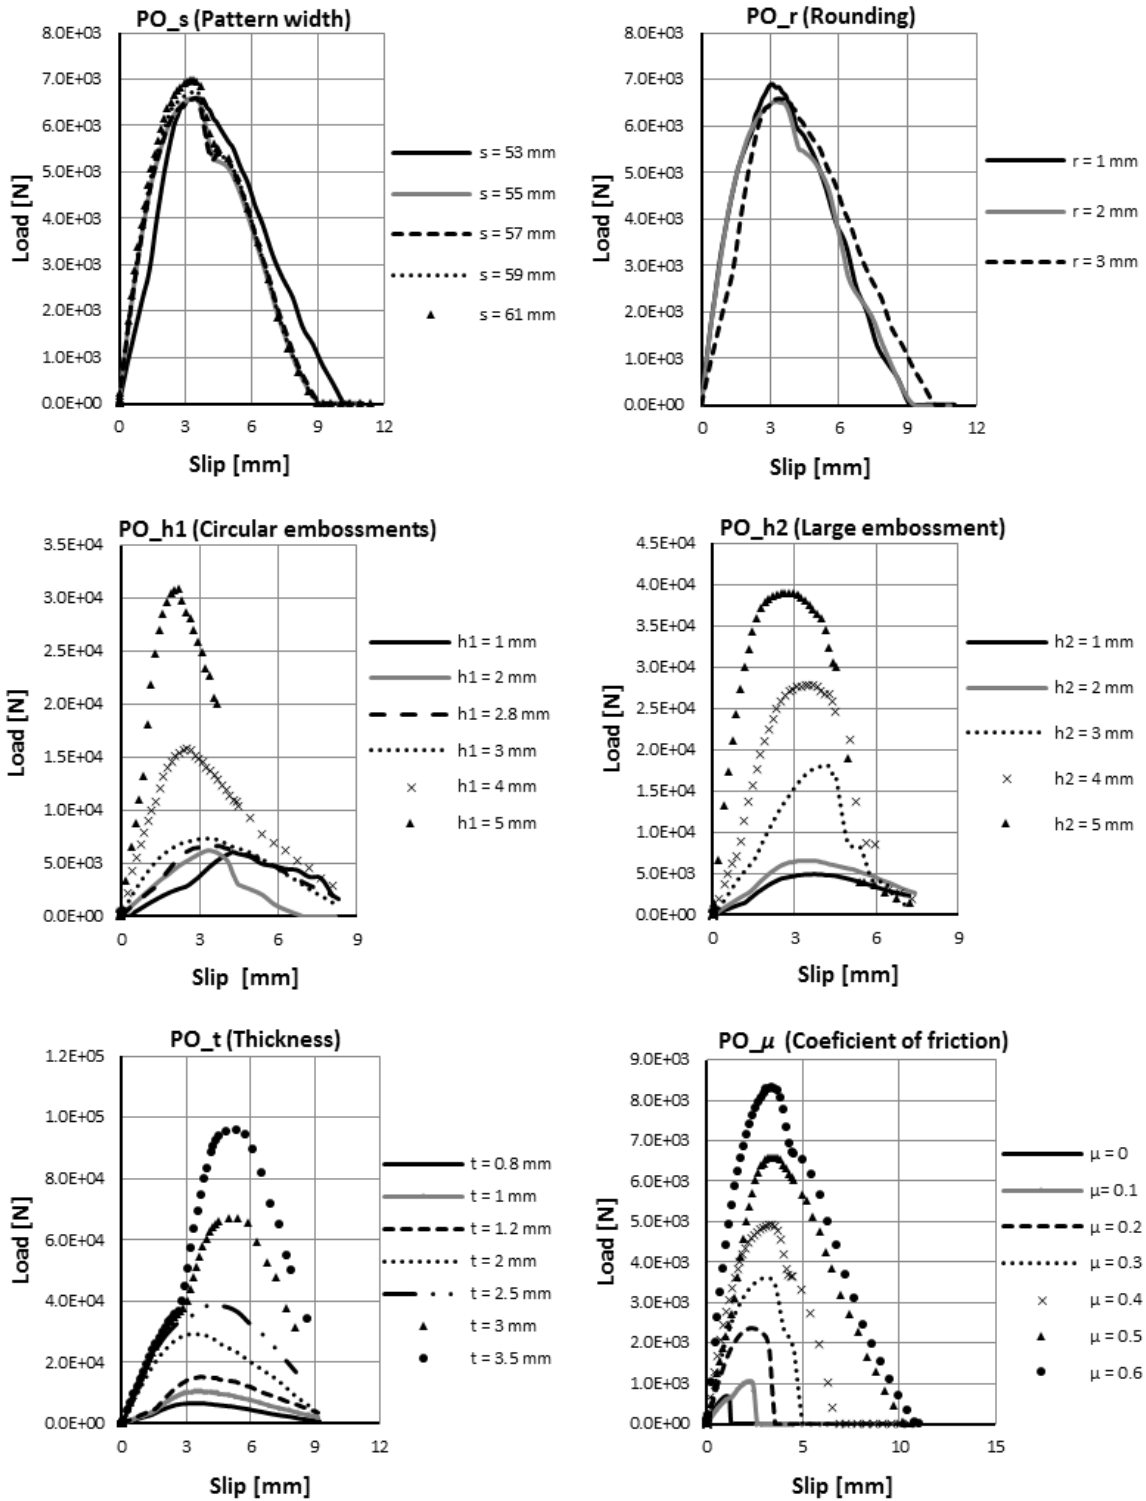 PO_s (Pattern width)
8.0E+03
7.0E+03
6.0E+03
5.0E+03
4.0E+03
3.0E+03
2.0E+03
1.0E+03
0.0E+00
Load [N]
0 3 6 9 12
Slip [mm]
s = 53 mm
s = 55 mm
s = 57 mm
s = 59 mm
s = 61 mm
PO_r (Rounding)
8.0E+03
7.0E+03
6.0E+03
5.0E+03
4.0E+03
3.0E+03
2.0E+03
1.0E+03
0.0E+00
Load [N]
0 3 6 9 12
Slip [mm]
r = 1 mm
r = 2 mm
r = 3 mm
PO_h1 (Circular embossments)
3.5E+04
3.0E+04
2.5E+04
2.0E+04
1.5E+04
1.0E+04
5.0E+03
0.0E+00
Load [N]
0 3 6 9
Slip [mm]
h1 = 1 mm
h1 = 2 mm
h1 = 2.8 mm
h1 = 3 mm
h1 = 4 mm
h1 = 5 mm
PO_h2 (Large embossment)
4.5E+04
4.0E+04
3.5E+04
3.0E+04
2.5E+04
2.0E+04
1.5E+04
1.0E+04
5.0E+03
0.0E+00
Load [N]
0 3 6 9
Slip [mm]
h2 = 1 mm
h2 = 2 mm
h2 = 3 mm
h2 = 4 mm
h2 = 5 mm
PO_t (Thickness)
1.2E+05
1.0E+05
8.0E+04
6.0E+04
4.0E+04
2.0E+04
0.0E+00
Load [N]
0 3 6 9 12
Slip [mm]
t = 0.8 mm
t = 1 mm
t = 1.2 mm
t = 2 mm
t = 2.5 mm
t = 3 mm
t = 3.5 mm
PO_μ (Coeficient of friction)
9.0E+03
8.0E+03
7.0E+03
6.0E+03
5.0E+03
4.0E+03
3.0E+03
2.0E+03
1.0E+03
0.0E+00
Load [N]
0 5 10 15
Slip [mm]
μ = 0
μ= 0.1
μ = 0.2
μ = 0.3
μ = 0.4
μ = 0.5
μ = 0.6